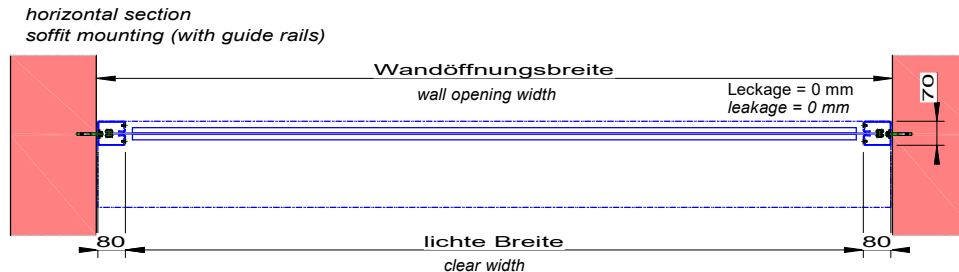 horizontal section
soffit mounting (with guide rails)
Wandöffnungsbreite
wall opening width
Leckage = 0 mm
leakage = 0 mm
70
80
lichte Breite
80
clear width